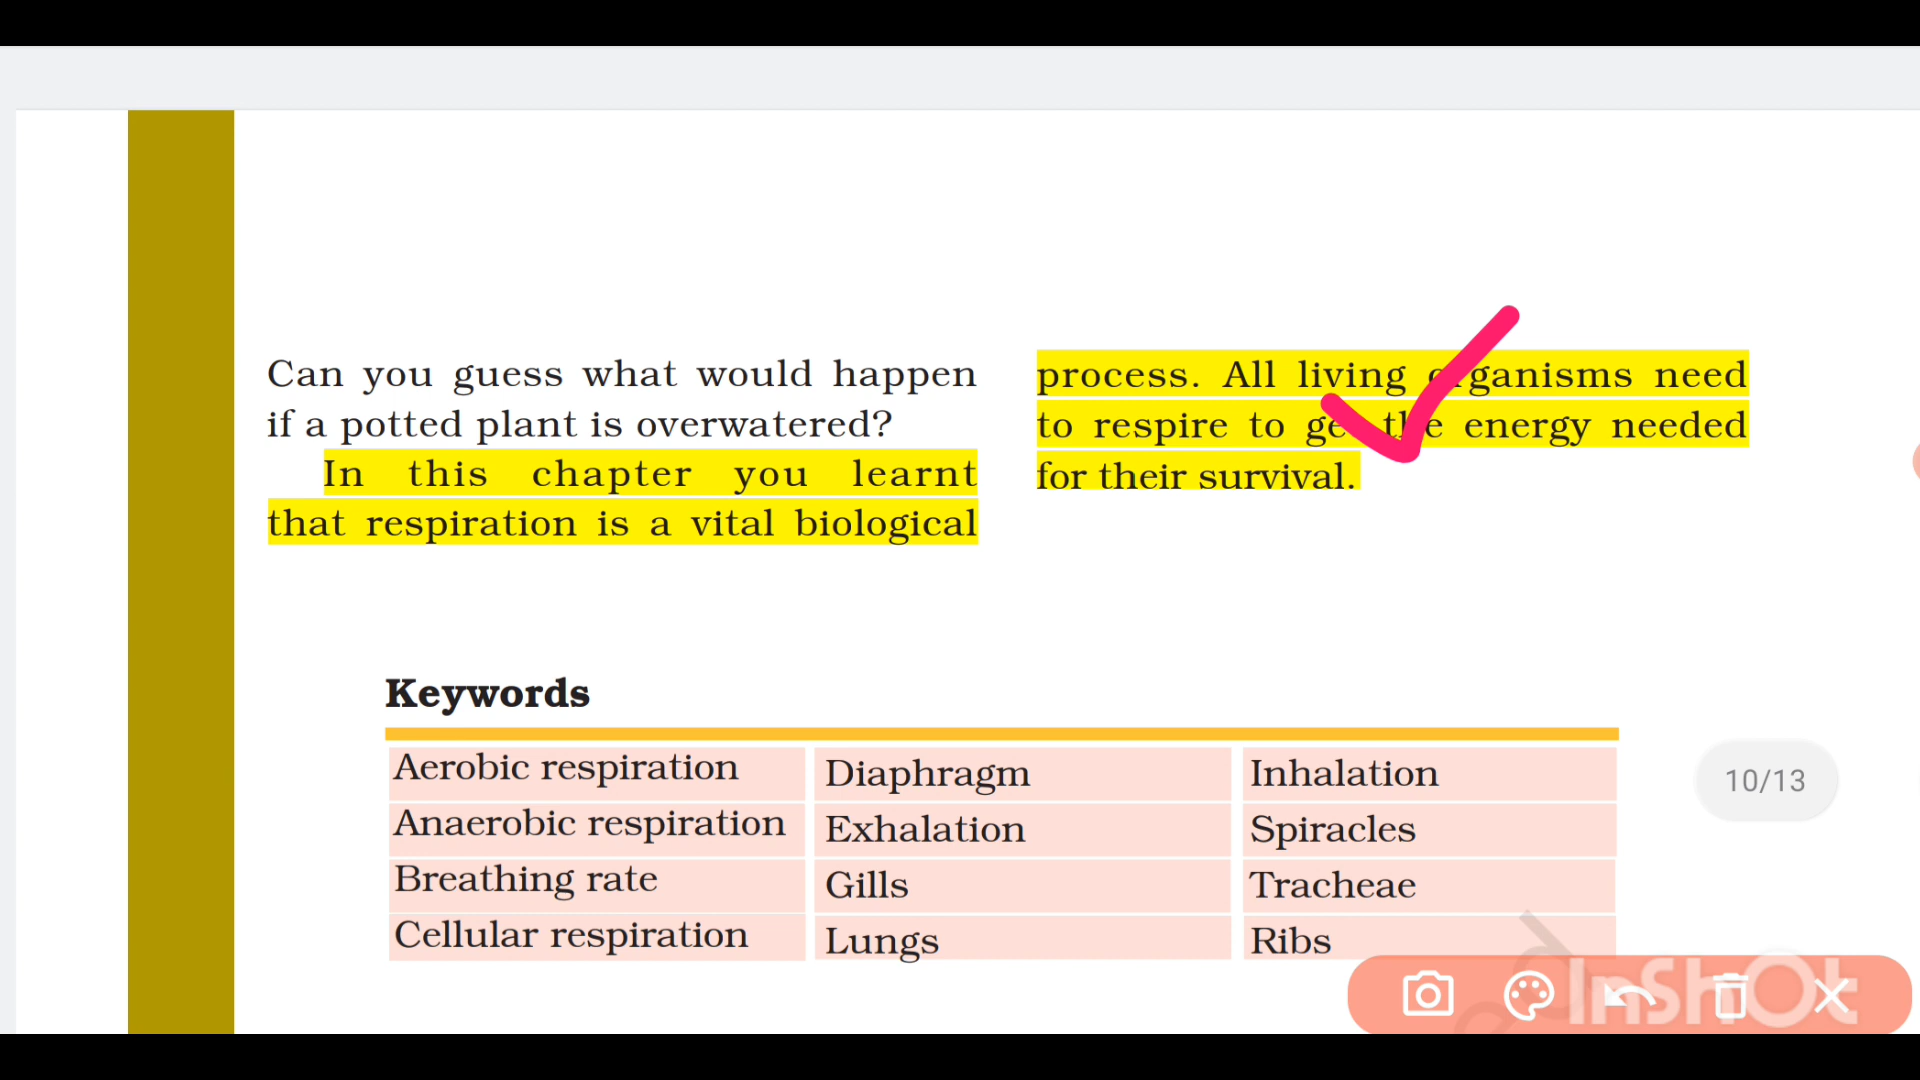 Can you guess what would happen
if a potted plant is overwatered?
In this chapter you learnt
that respiration is a vital biological
process. All living organisms need
to respire to get the energy needed
for their survival.
Keywords
Aerobic respiration
Anaerobic respiration
Breathing rate
Cellular respiration
Diaphragm
Exhalation
Gills
Lungs
Inhalation
Spiracles
Tracheae
Ribs
10/13
InShOt